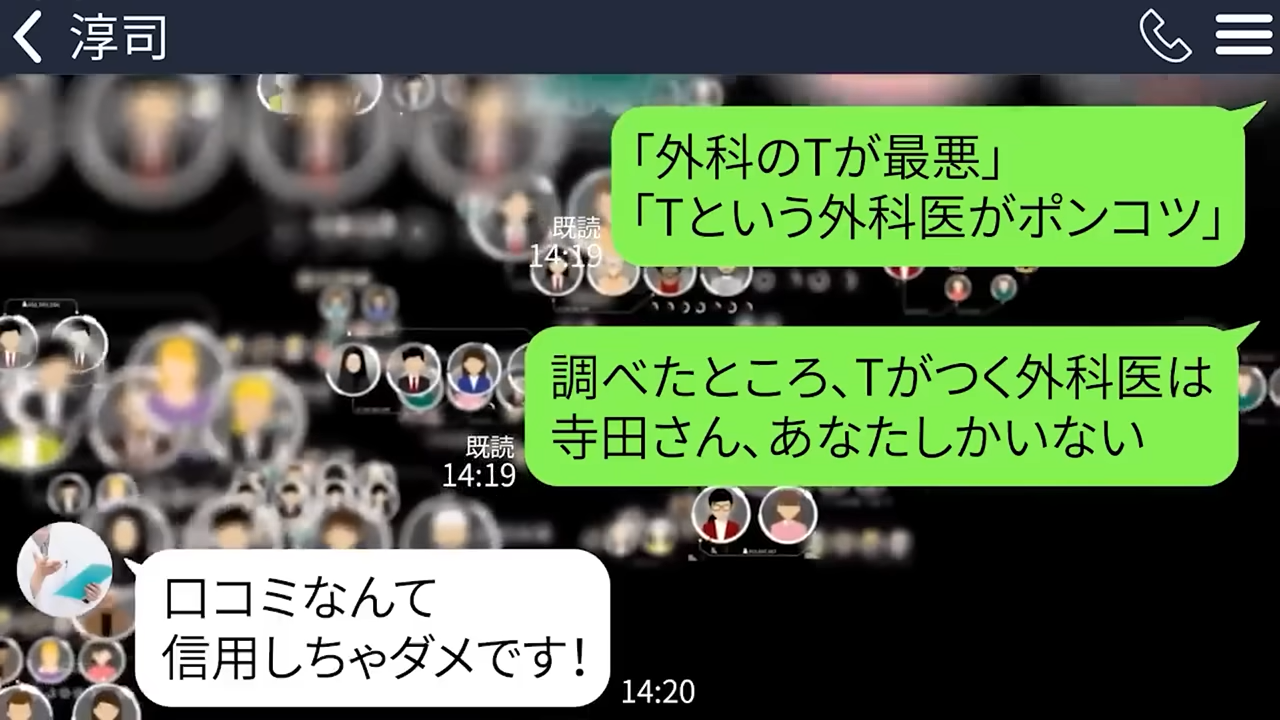 淳司
「外科のTが最悪」
「Tという外科医がポンコツ」
既読
14:19
調べたところ、Tがつく外科医は
寺田さん、あなたしかいない
既読
14:19
口コミなんて
信用しちゃダメです！
14:20